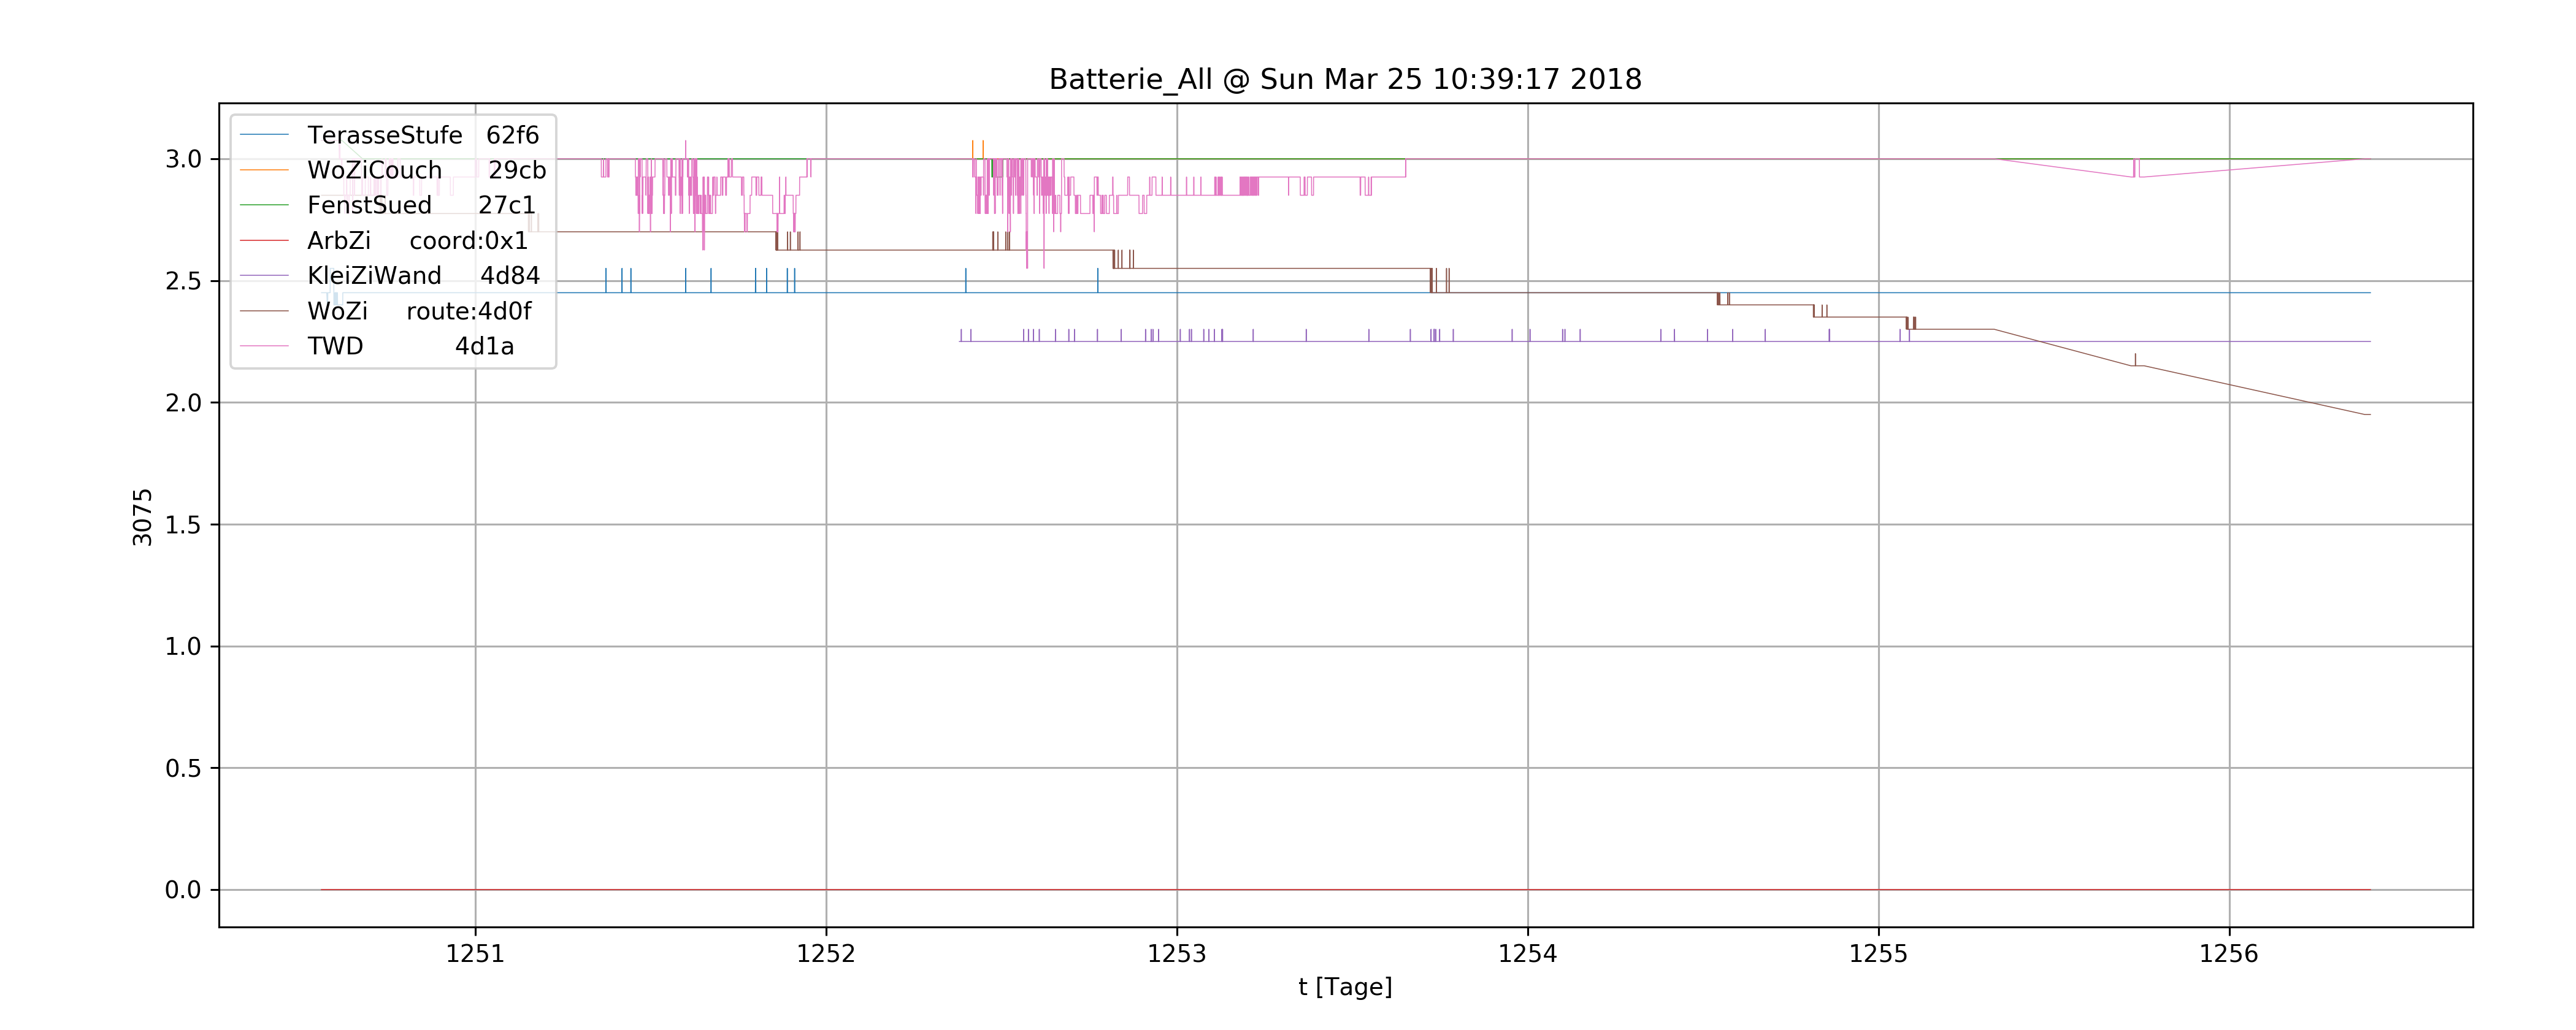 Batterie_All @ Sun Mar 25 10:39:17 2018
TerasseStufe 62f6
WoZiCouch 29cb
FenstSued 27c1
ArbZi coord:0x1
KleiZiWand 4d84
WoZi route:4d0f
TWD 4d1a
3.0
2.5
2.0
1.5
1.0
0.5
0.0
3075
1251 1252 1253 1254 1255 1256
t [Tage]